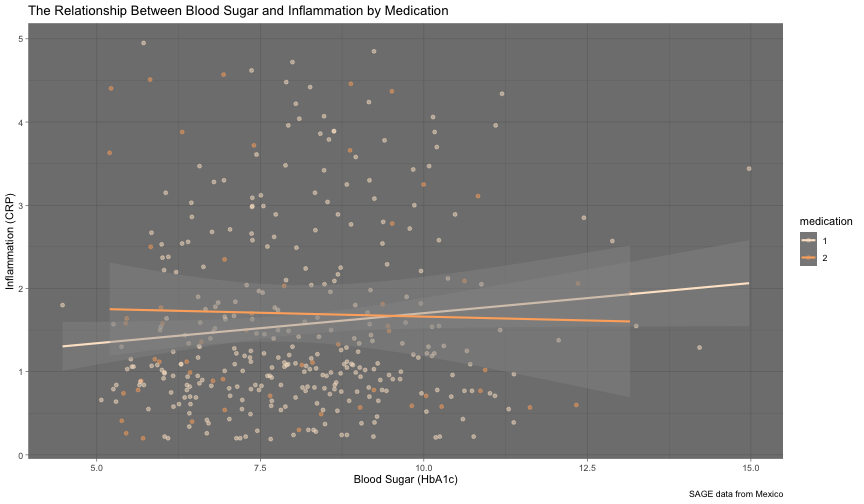 The Relationship Between Blood Sugar and Inflammation by Medication
Inflammation (CRP)
5
4
3
2
1
0
5.0 7.5 10.0 12.5 15.0
Blood Sugar (HbA1c)
medication
1
2
SAGE data from Mexico